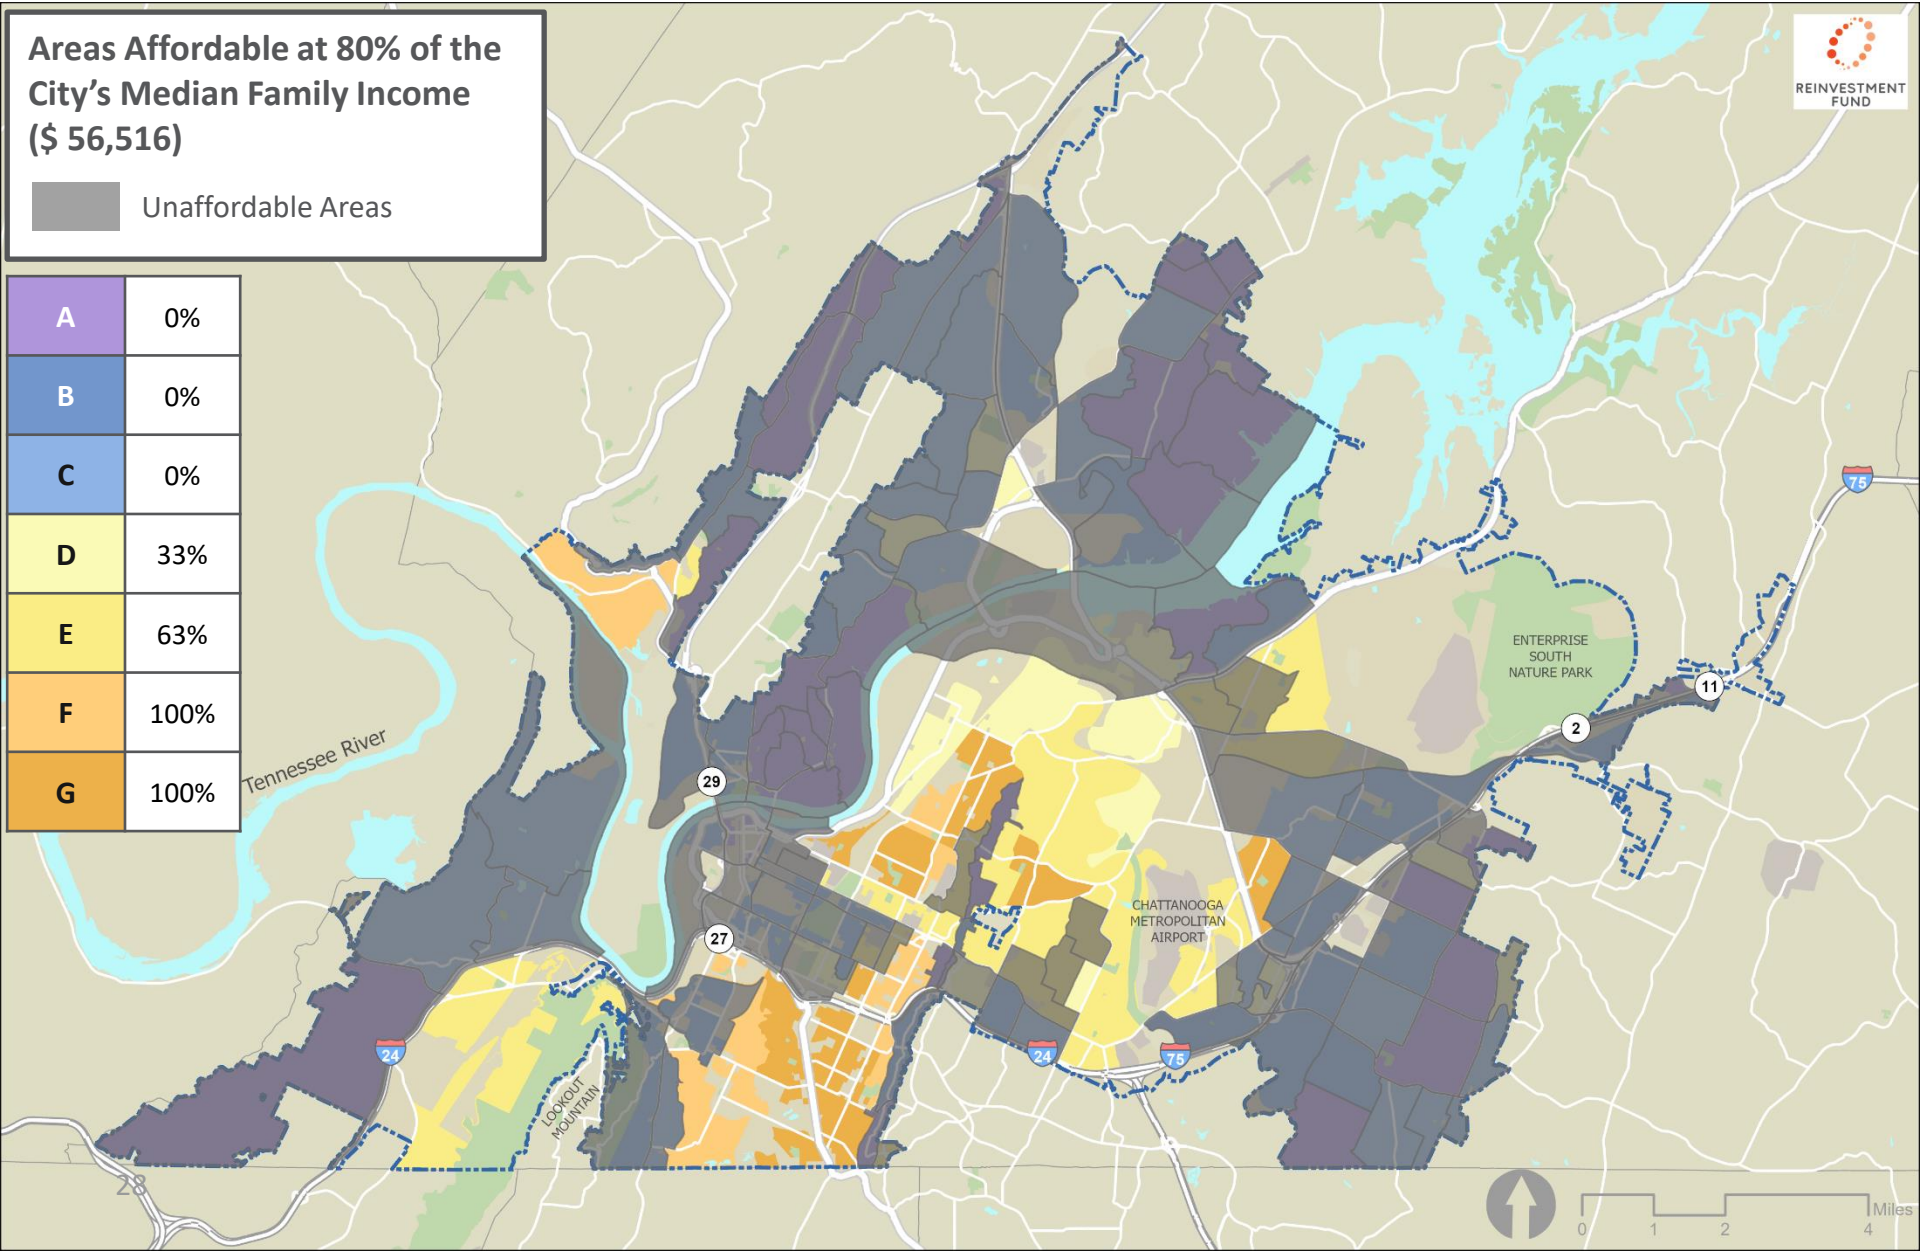 Areas Affordable at 80% of the
City's Median Family Income
($ 56,516)
Unaffordable Areas
REINVESTMENT
FUND
A 0%
B 0%
C 0%
D 33%
E 63%
F 100%
G 100%
Tennessee River
75
ENTERPRISE
SOUTH
NATURE PARK
11
2
29
CHATTANOOGA
METROPOLITAN
AIRPORT
27
24
24
75
LOOKOUT
MOUNTAIN
28
Miles
0 1 2 4